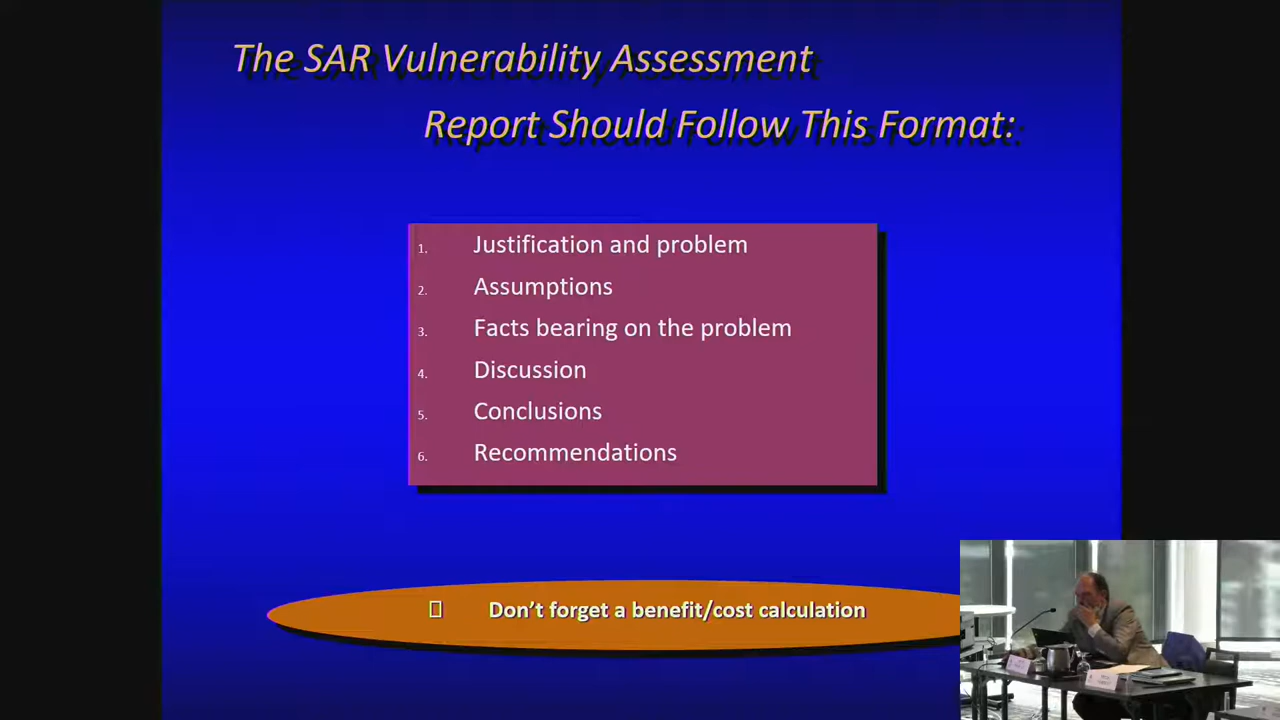 The SAR Vulnerability Assessment
Report Should Follow This Format:
1. Justification and problem
2. Assumptions
3. Facts bearing on the problem
4. Discussion
5. Conclusions
6. Recommendations
Don't forget a benefit/cost calculation